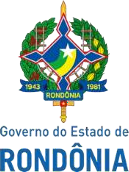 1943 1981
Governo do Estado de
RONDÔNIA